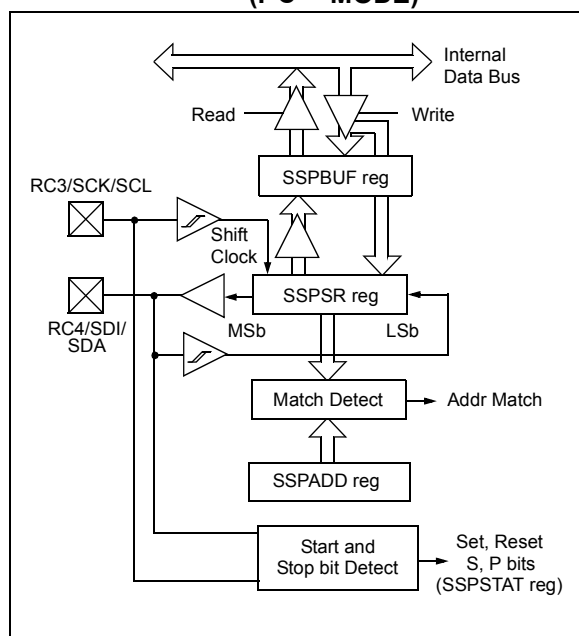 MODE)
Internal
Data Bus
Read
Write
SSPBUF reg
RC3/SCK/SCL
Shift
Clock
SSPSR reg
MSb
LSb
RC4/SDI/
SDA
Match Detect
Addr Match
SSPADD reg
Start and
Stop bit Detect
Set, Reset
S, P bits
(SSPSTAT reg)